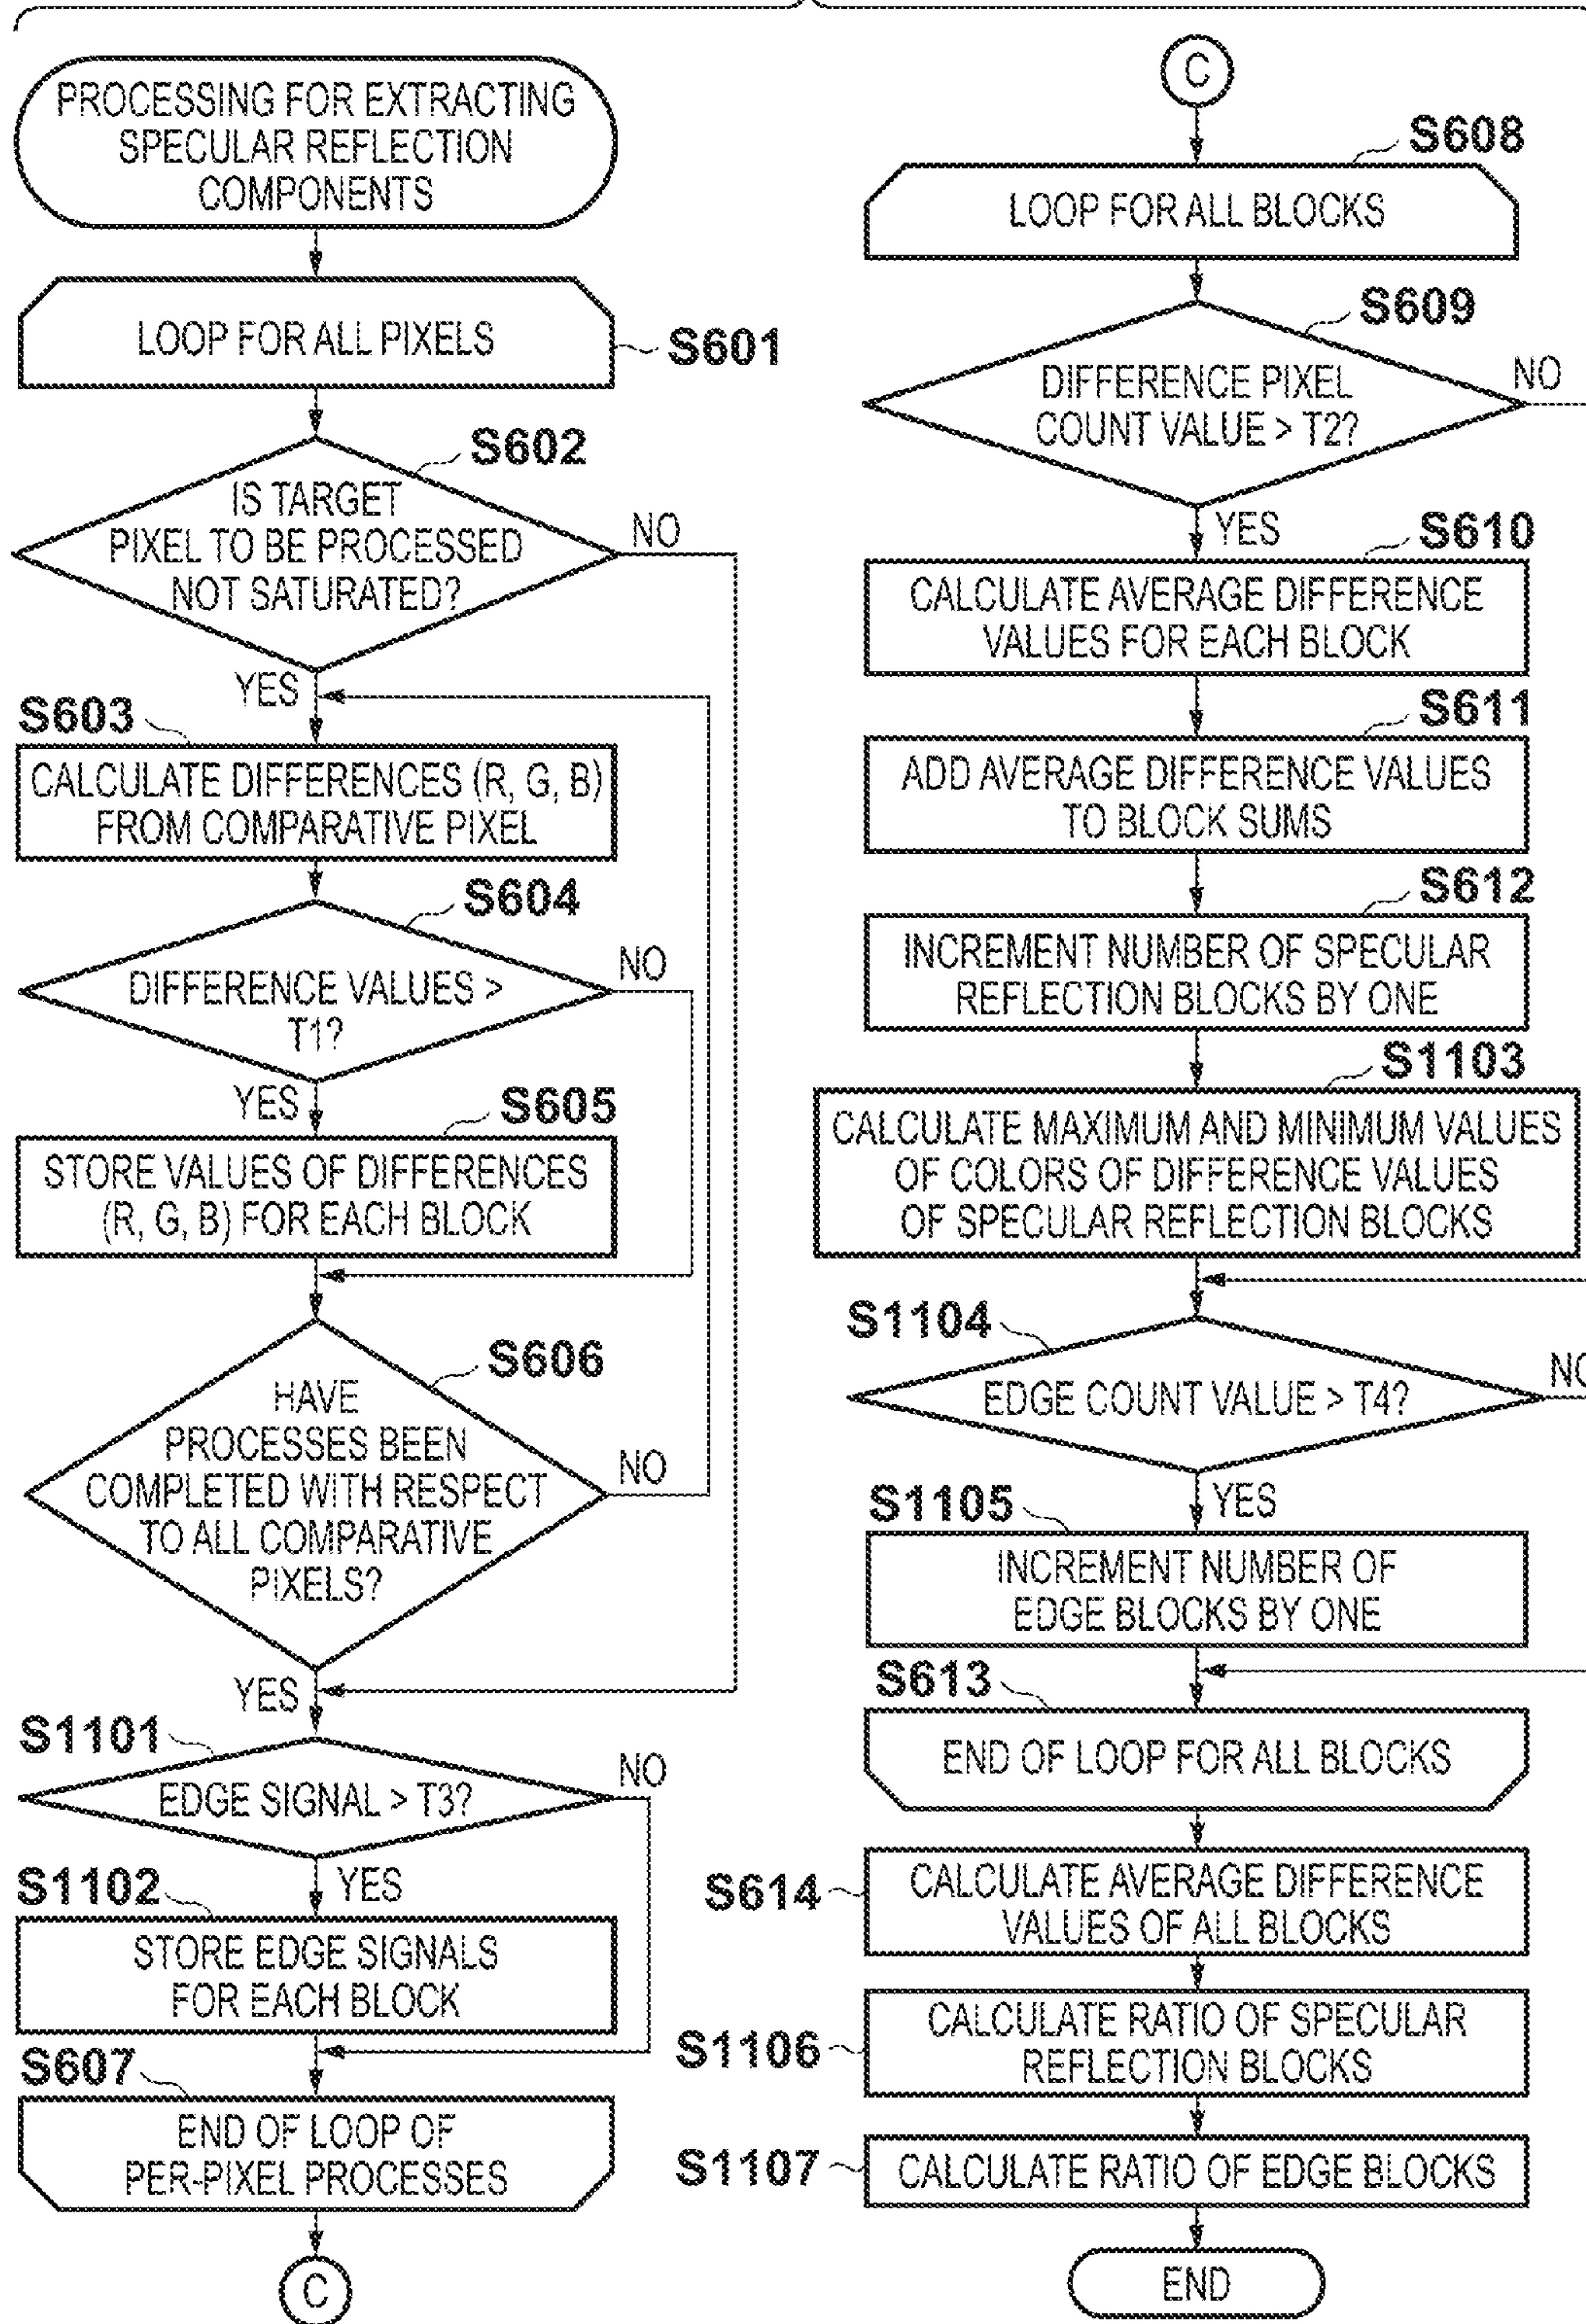 PROCESSING FOR EXTRACTING
SPECULAR REFLECTION
COMPONENTS
LOOP FOR ALL PIXELS
S601
S602
IS TARGET
PIXEL TO BE PROCESSED
NOT SATURATED?
NO
YES
S603
CALCULATE DIFFERENCES (R, G, B)
FROM COMPARATIVE PIXEL
S604
DIFFERENCE VALUES >
T1?
NO
YES
S605
STORE VALUES OF DIFFERENCES
(R, G, B) FOR EACH BLOCK
S606
HAVE
PROCESSES BEEN
COMPLETED WITH RESPECT
TO ALL COMPARATIVE
PIXELS?
NO
YES
S1101
EDGE SIGNAL > T3?
NO
YES
S1102
STORE EDGE SIGNALS
FOR EACH BLOCK
S607
END OF LOOP OF
PER-PIXEL PROCESSES
C
C
S608
LOOP FOR ALL BLOCKS
S609
DIFFERENCE PIXEL
COUNT VALUE > T2?
NO
YES
S610
CALCULATE AVERAGE DIFFERENCE
VALUES FOR EACH BLOCK
S611
ADD AVERAGE DIFFERENCE VALUES
TO BLOCK SUMS
S612
INCREMENT NUMBER OF SPECULAR
REFLECTION BLOCKS BY ONE
S1103
CALCULATE MAXIMUM AND MINIMUM VALUES
OF COLORS OF DIFFERENCE VALUES
OF SPECULAR REFLECTION BLOCKS
S1104
EDGE COUNT VALUE > T4?
NO
YES
S1105
INCREMENT NUMBER OF
EDGE BLOCKS BY ONE
S613
END OF LOOP FOR ALL BLOCKS
S614
CALCULATE AVERAGE DIFFERENCE
VALUES OF ALL BLOCKS
S1106
CALCULATE RATIO OF SPECULAR
REFLECTION BLOCKS
S1107
CALCULATE RATIO OF EDGE BLOCKS
END